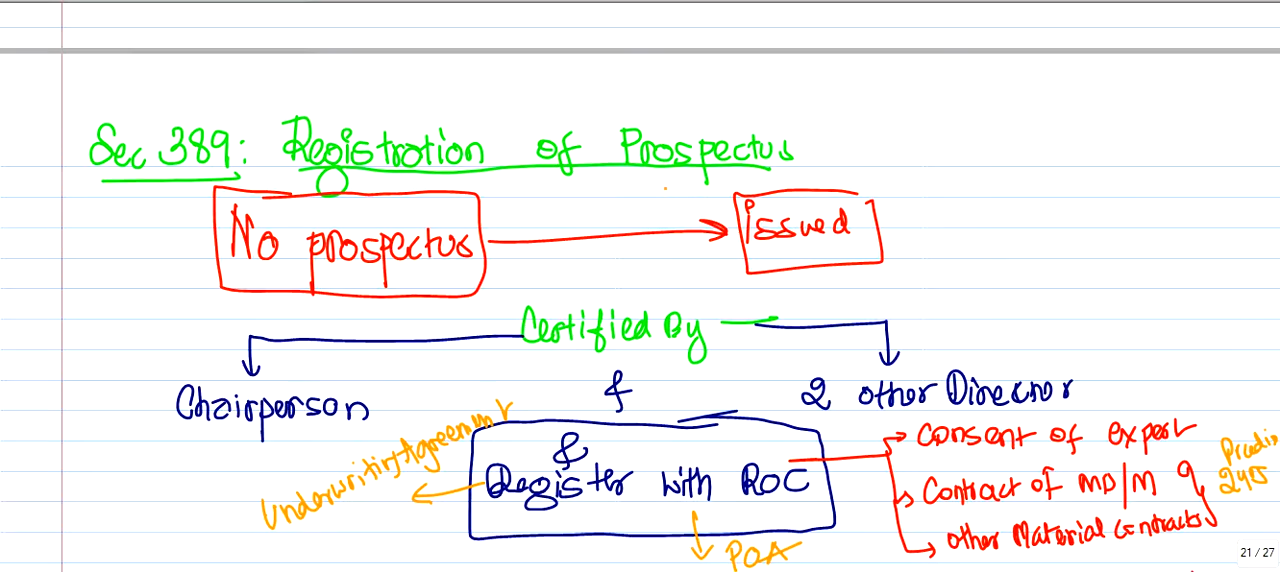 Sec 389: Registration of Prospectus
No prospectus issued
Certified By
Chairperson & 2 other Director
&
Register with ROC
Underwriting Agreement
POA
Consent of expert
Contract of MD/M
other Material Contracts
21 / 27